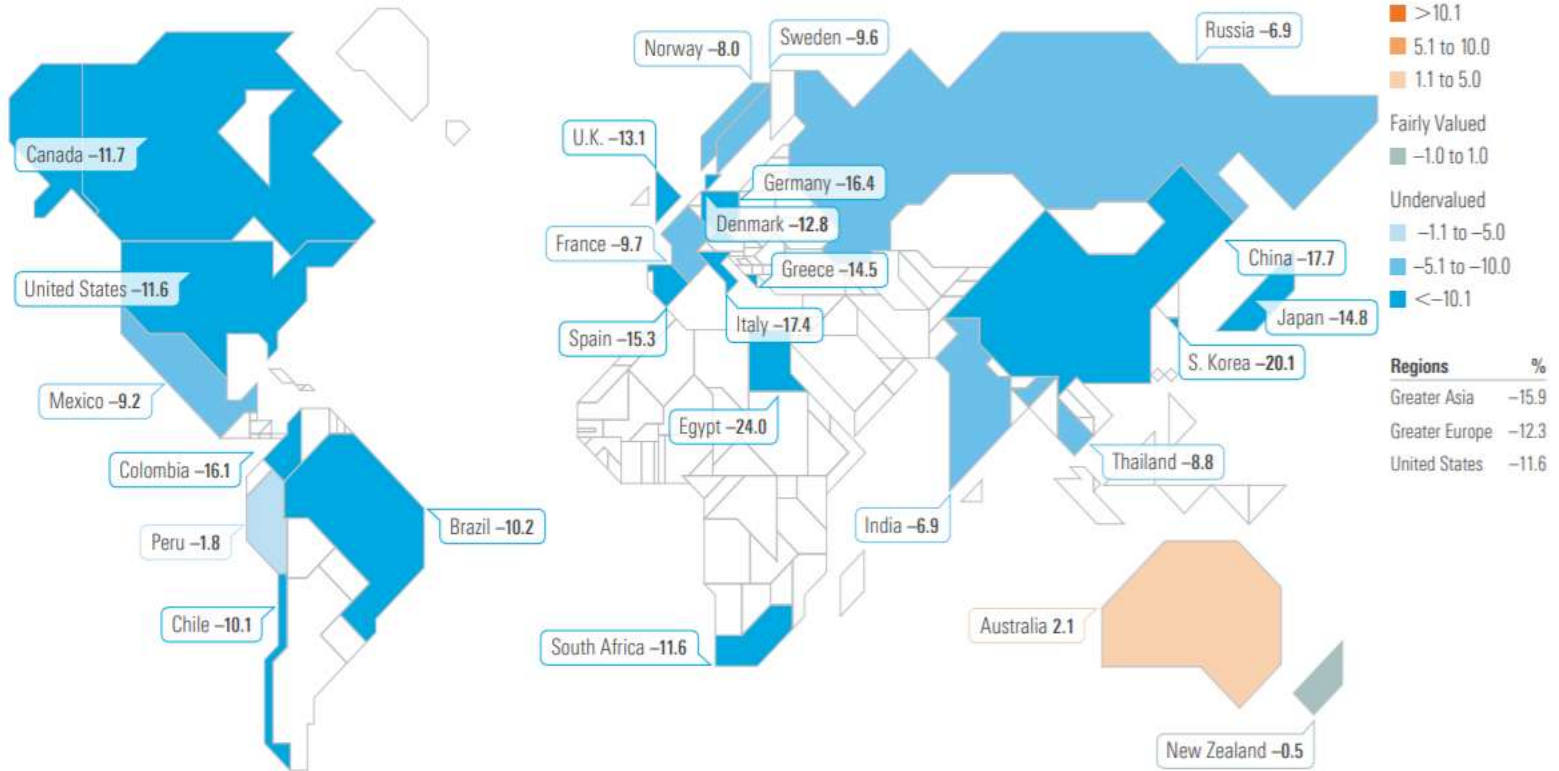 Norway –8.0
Sweden –9.6
Russia –6.9
U.K. –13.1
Canada –11.7
Germany –16.4
Denmark –12.8
France –9.7
Greece –14.5
China –17.7
United States –11.6
Italy –17.4
Japan –14.8
Spain –15.3
S. Korea –20.1
Mexico –9.2
Egypt –24.0
Thailand –8.8
Colombia –16.1
India –6.9
Brazil –10.2
Peru –1.8
Chile –10.1
Australia 2.1
South Africa –11.6
New Zealand –0.5
>10.1
5.1 to 10.0
1.1 to 5.0
Fairly Valued
–1.0 to 1.0
Undervalued
–1.1 to –5.0
–5.1 to –10.0
<–10.1
Regions %
Greater Asia –15.9
Greater Europe –12.3
United States –11.6